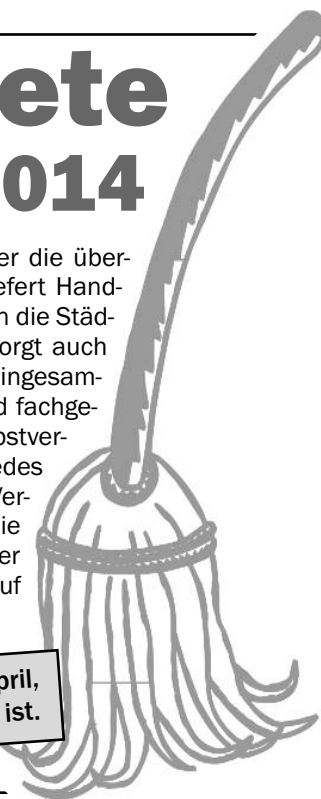 ete
014
er die über-
efert Hand-
n die Städ-
orgt auch
ingesam-
d fachge-
bstver-
edes
Ver-
ie
er
uf
pril,
ist.